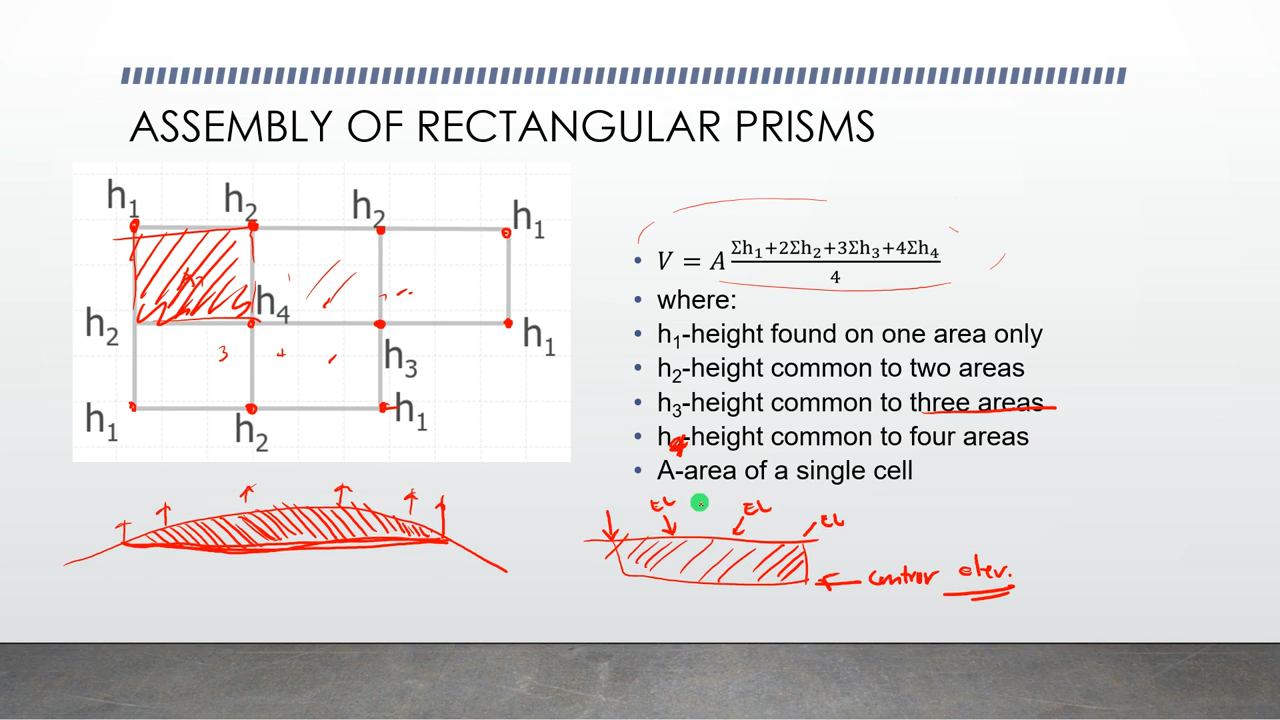 ASSEMBLY OF RECTANGULAR PRISMS
h₁ h₂ h₂ h₁
h₂ h₄ h₃ h₁
3 +
h₁ h₂ h₁
• V = A (Σh₁+2Σh₂+3Σh₃+4Σh₄)/4
• where:
• h₁-height found on one area only
• h₂-height common to two areas
• h₃-height common to three areas
• h₄-height common to four areas
• A-area of a single cell
EL EL EL
elev.